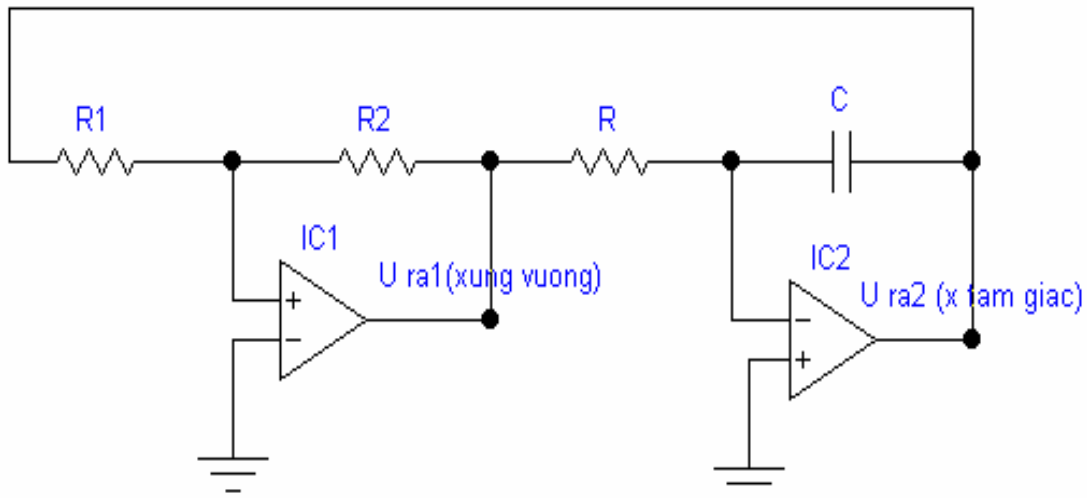 R1
R2
R
C
IC1
U ra1(xung vuong)
IC2
U ra2 (x tam giac)
+
−
−
+